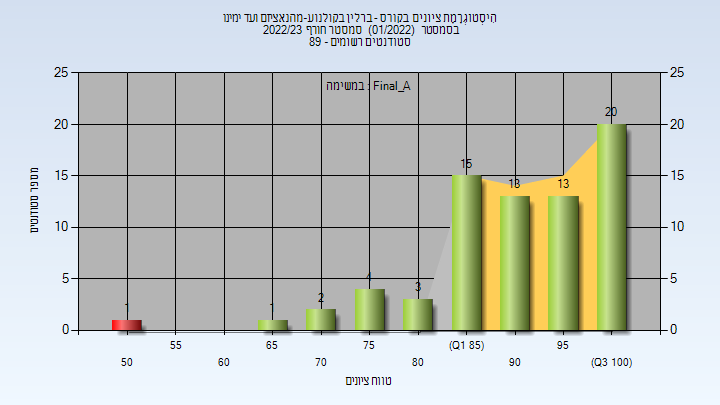 היסטוגרמת ציונים בקורס - ברלין בקולנוע-מהנאציזם ועד ימינו
בסמסטר (01/2022) סמסטר חורף 2022/23
סטודנטים רשומים - 89
במשימה : Final_A
25 25
20 20
15 15
10 10
5 5
0 0
מספר סטודנטים
1 1 2 4 3 15 13 13 20
55 65 75 (Q1 85) 95 (Q3 100)
50 60 70 80 90
טווח ציונים